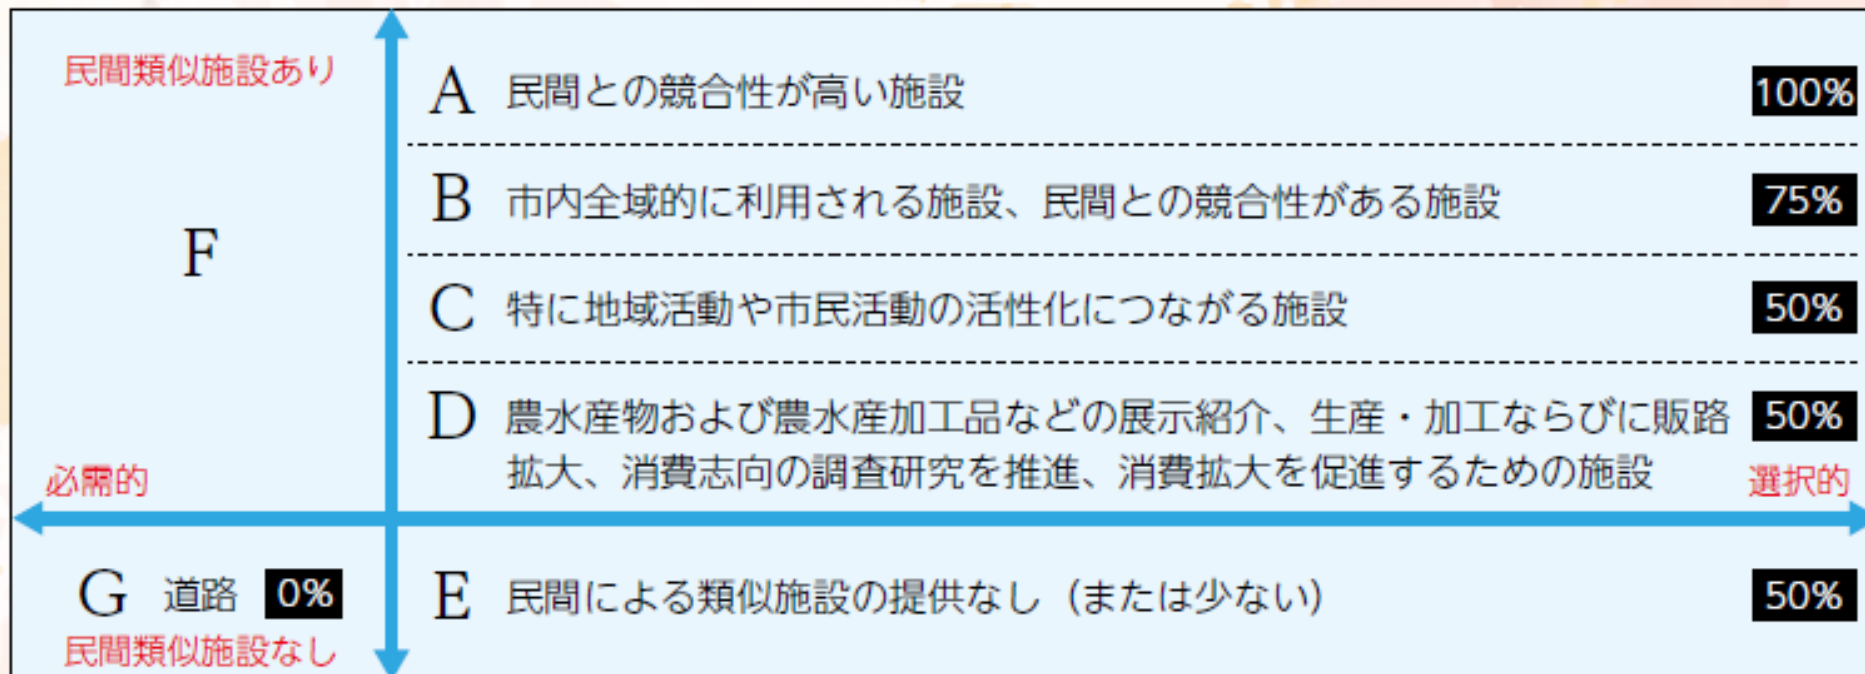 民間類似施設あり
A 民間との競合性が高い施設 100%
B 市内全域的に利用される施設、民間との競合性がある施設 75%
F
C 特に地域活動や市民活動の活性化につながる施設 50%
D 農水産物および農水産加工品などの展示紹介、生産・加工ならびに販路 50%
拡大、消費志向の調査研究を推進、消費拡大を促進するための施設
必需的
選択的
G 道路 0%
E 民間による類似施設の提供なし（または少ない） 50%
民間類似施設なし